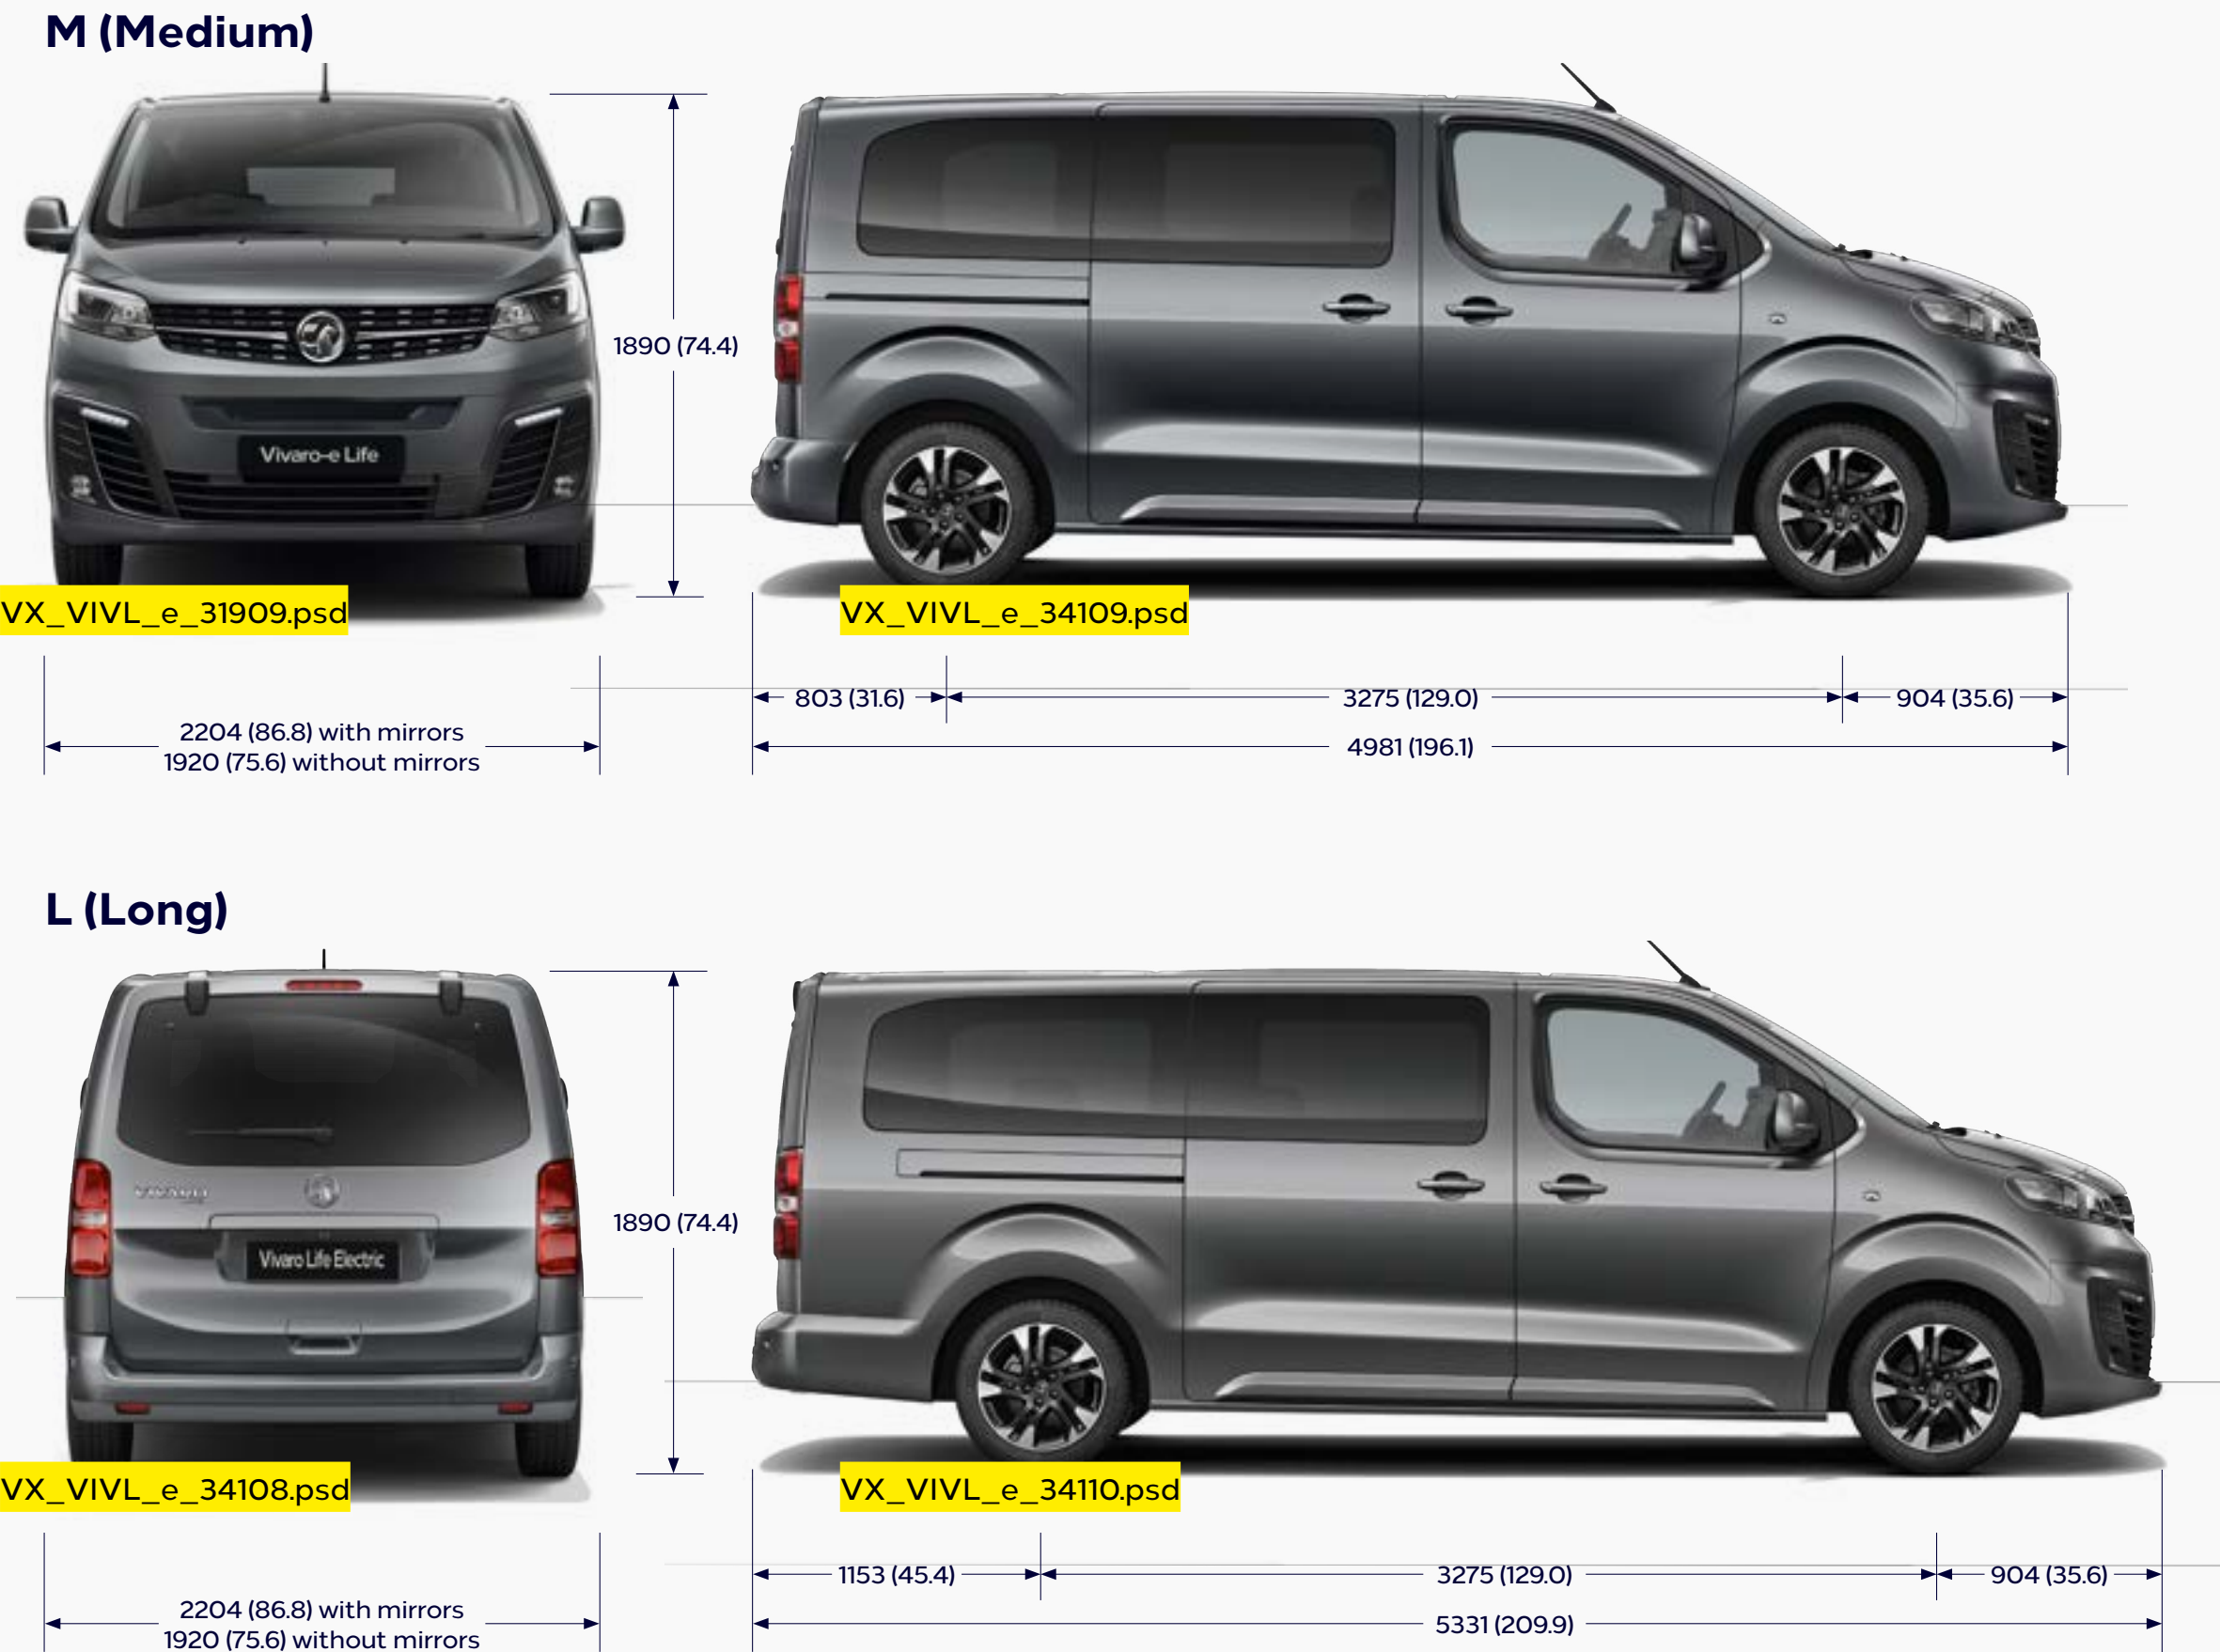 M (Medium)
1890 (74.4)
Vivaro-e Life
VX_VIVL_e_31909.psd
VX_VIVL_e_34109.psd
803 (31.6)
3275 (129.0)
904 (35.6)
2204 (86.8) with mirrors
1920 (75.6) without mirrors
4981 (196.1)
L (Long)
VIVARO
1890 (74.4)
Vivaro Life Electric
VX_VIVL_e_34108.psd
VX_VIVL_e_34110.psd
1153 (45.4)
3275 (129.0)
904 (35.6)
2204 (86.8) with mirrors
1920 (75.6) without mirrors
5331 (209.9)